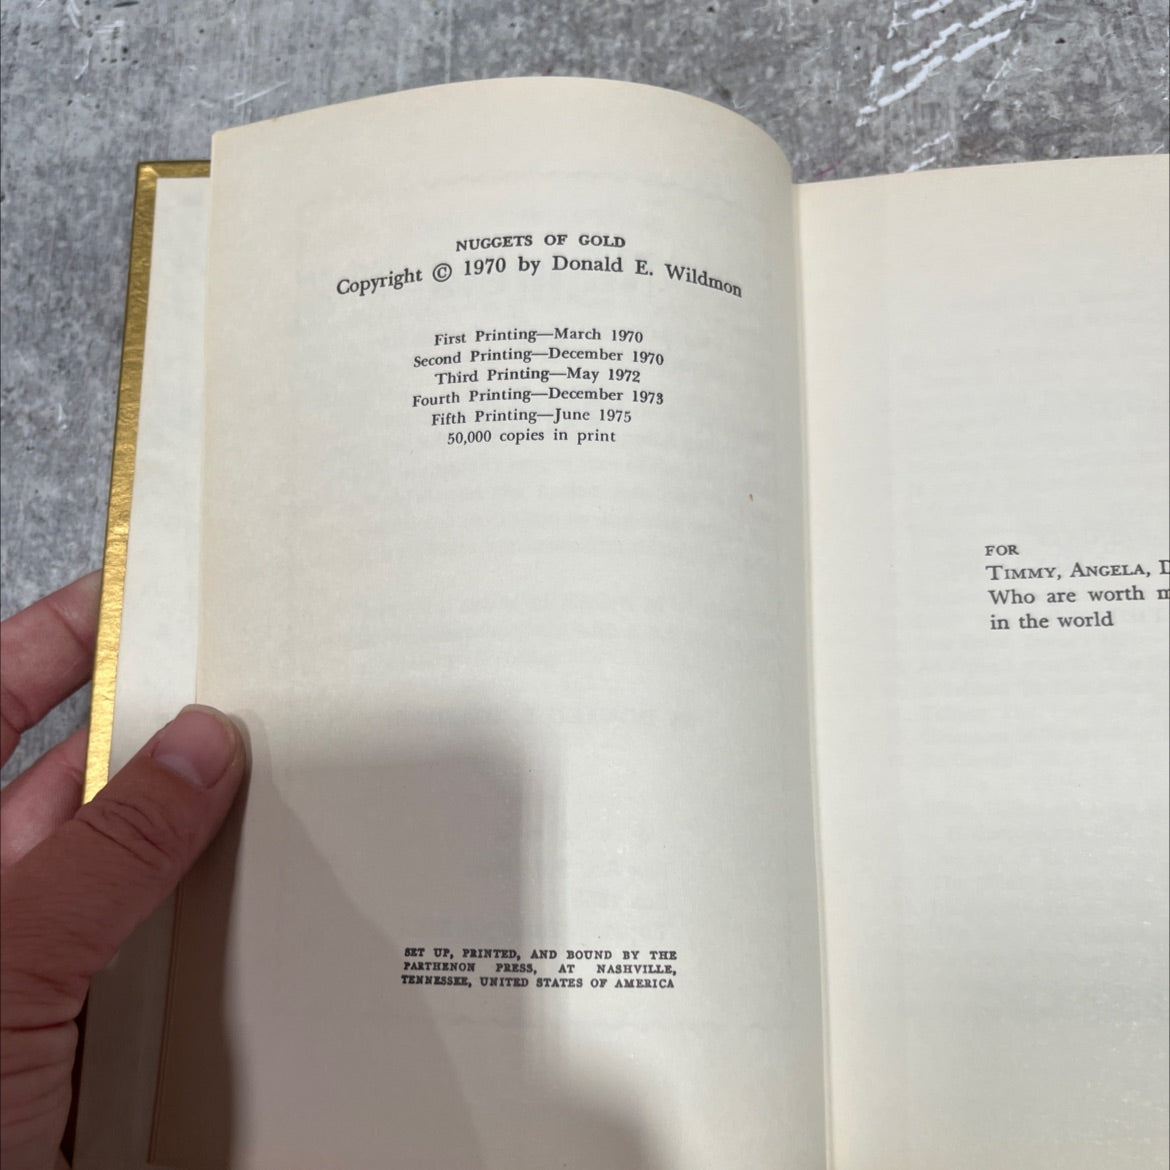 NUGGETS OF GOLD
Copyright © 1970 by Donald E. Wildmon
First Printing—March 1970
Second Printing—December 1970
Third Printing—May 1972
Fourth Printing—December 1973
Fifth Printing—June 1975
50,000 copies in print
SET UP, PRINTED, AND BOUND BY THE
PARTHENON PRESS, AT NASHVILLE,
TENNESSEE, UNITED STATES OF AMERICA
FOR
TIMMY, ANGELA,
Who are worth
in the world